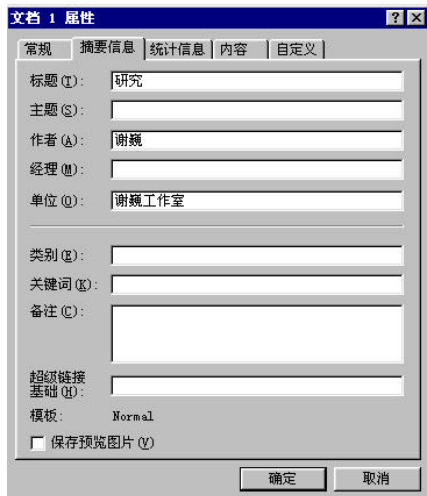 文档 1 属性
常规 摘要信息 统计信息 内容 自定义
标题(T): 研究
主题(S):
作者(A): 谢巍
经理(M):
单位(O): 谢巍工作室
类别(E):
关键词(K):
备注(C):
超级链接
基础(H):
模板: Normal
保存预览图片(V)
确定 取消